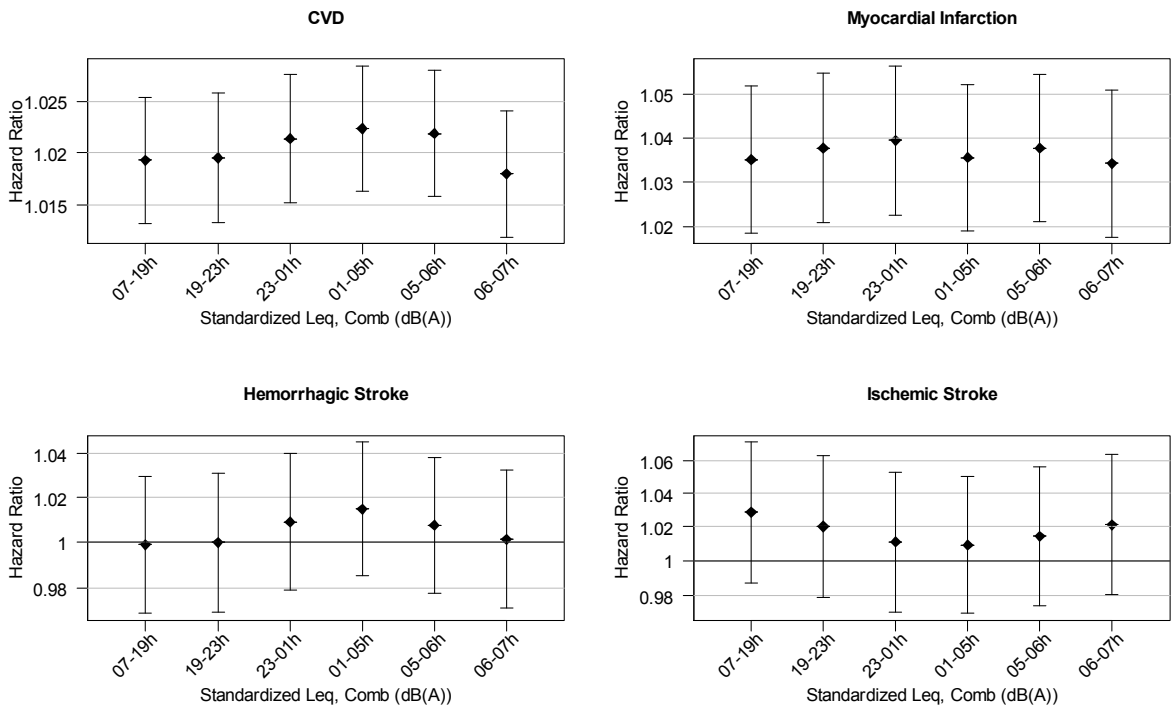 CVD
Hazard Ratio
1.025
1.02
1.015
07-19h
19-23h
23-01h
01-05h
05-06h
06-07h
Standardized Leq, Comb (dB(A))
Myocardial Infarction
Hazard Ratio
1.05
1.04
1.03
1.02
07-19h
19-23h
23-01h
01-05h
05-06h
06-07h
Standardized Leq, Comb (dB(A))
Hemorrhagic Stroke
Hazard Ratio
1.04
1.02
1
0.98
07-19h
19-23h
23-01h
01-05h
05-06h
06-07h
Standardized Leq, Comb (dB(A))
Ischemic Stroke
Hazard Ratio
1.06
1.04
1.02
1
0.98
07-19h
19-23h
23-01h
01-05h
05-06h
06-07h
Standardized Leq, Comb (dB(A))